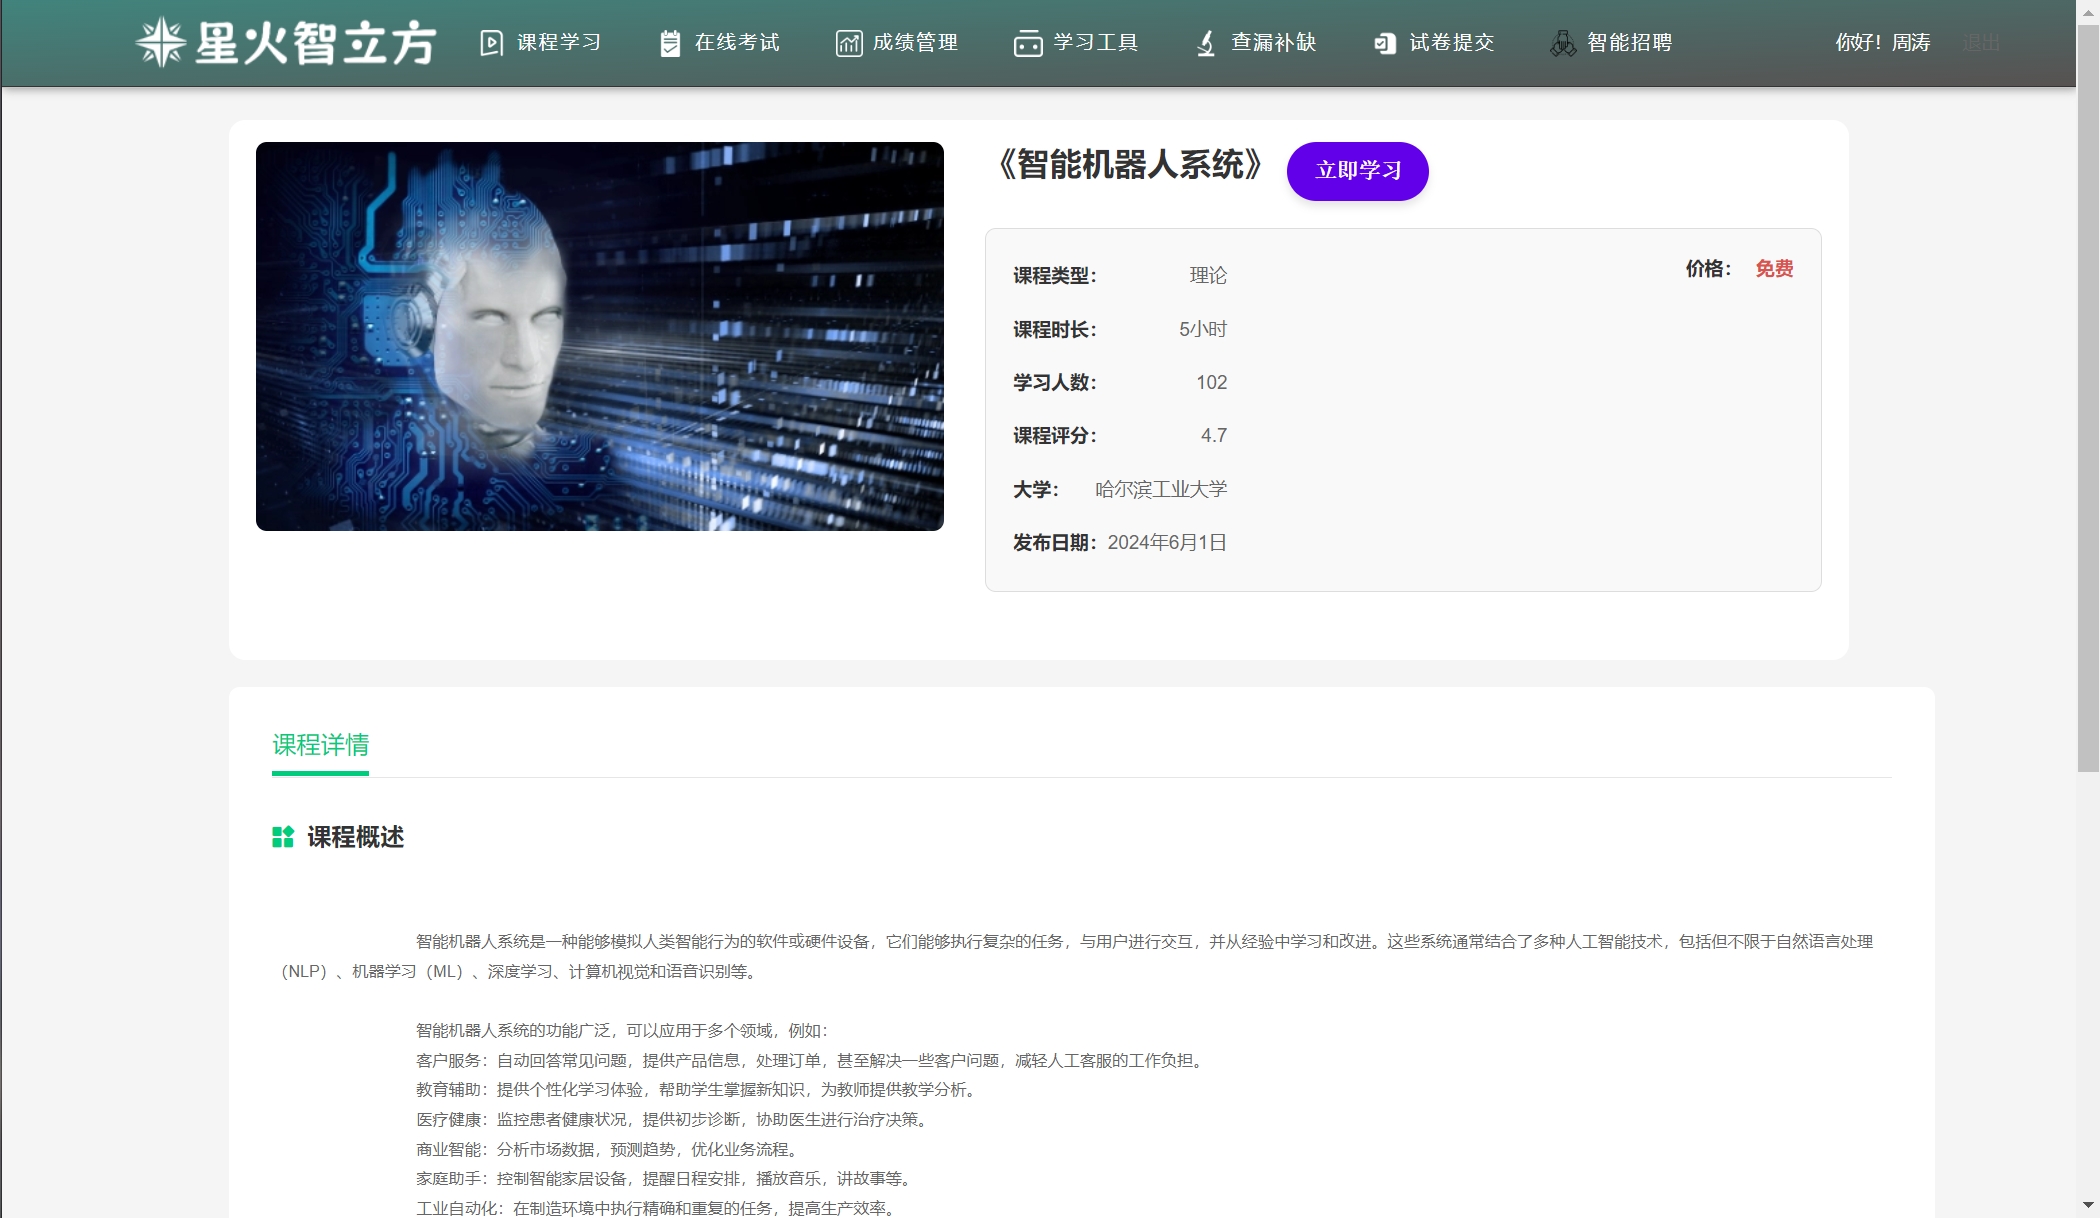 星火智立方 课程学习 在线考试 成绩管理 学习工具 查漏补缺 试卷提交 智能招聘 你好！周涛 退出
《智能机器人系统》 立即学习
课程类型： 理论 价格： 免费
课程时长： 5小时
学习人数： 102
课程评分： 4.7
大学： 哈尔滨工业大学
发布日期： 2024年6月1日
课程详情
课程概述
智能机器人系统是一种能够模拟人类智能行为的软件或硬件设备，它们能够执行复杂的任务，与用户进行交互，并从经验中学习和改进。这些系统通常结合了多种人工智能技术，包括但不限于自然语言处理
（NLP）、机器学习（ML）、深度学习、计算机视觉和语音识别等。
智能机器人系统的功能广泛，可以应用于多个领域，例如：
客户服务：自动回答常见问题，提供产品信息，处理订单，甚至解决一些客户问题，减轻人工客服的工作负担。
教育辅助：提供个性化学习体验，帮助学生掌握新知识，为教师提供教学分析。
医疗健康：监控患者健康状况，提供初步诊断，协助医生进行治疗决策。
商业智能：分析市场数据，预测趋势，优化业务流程。
家庭助手：控制智能家居设备，提醒日程安排，播放音乐，讲故事等。
工业自动化：在制造环境中执行精确和重复的任务，提高生产效率。